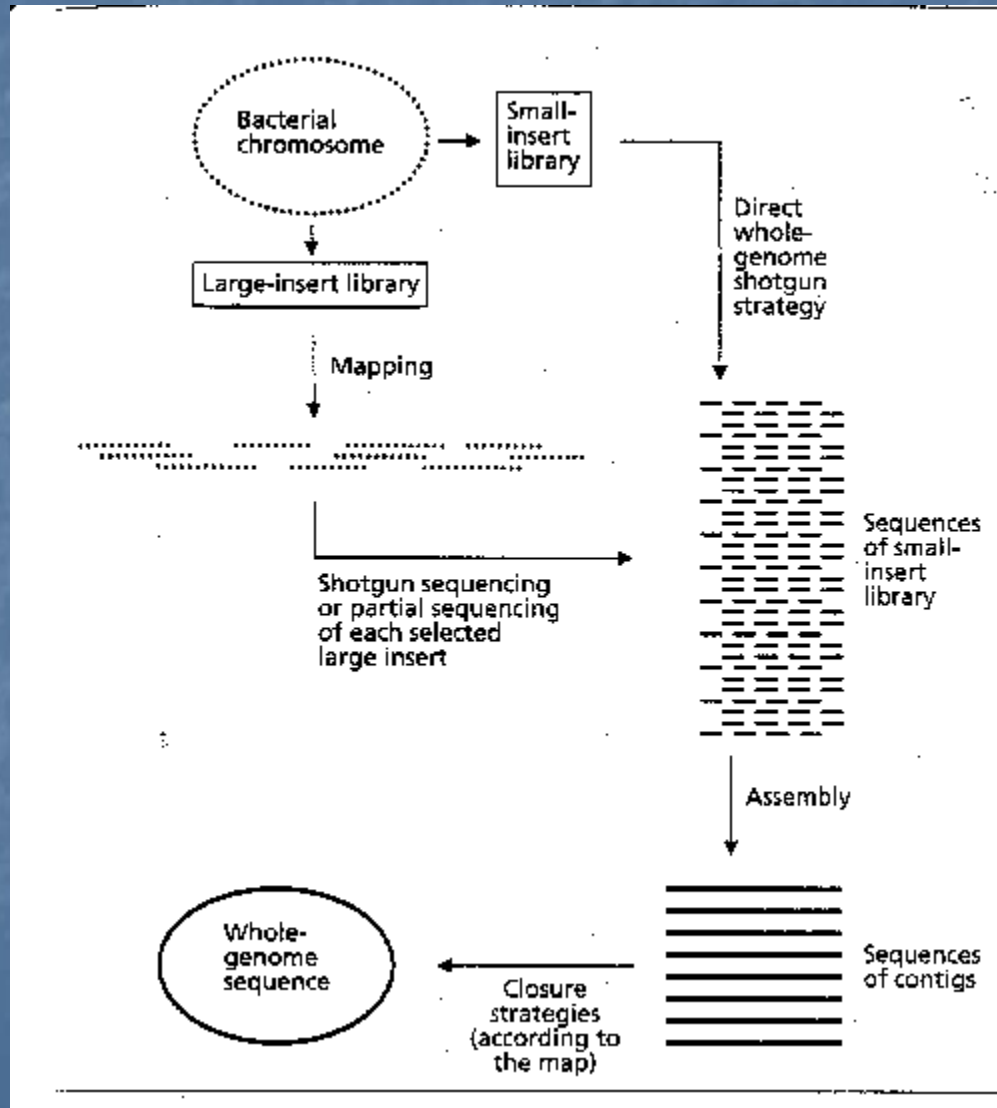 Bacterial
chromosome
Small-
insert
library
Direct
whole-
genome
shotgun
strategy
Large-insert library
Mapping
Shotgun sequencing
or partial sequencing
of each selected
large insert
Sequences
of small-
insert
library
Assembly
Whole-
genome
sequence
Closure
strategies
(according to
the map)
Sequences
of contigs